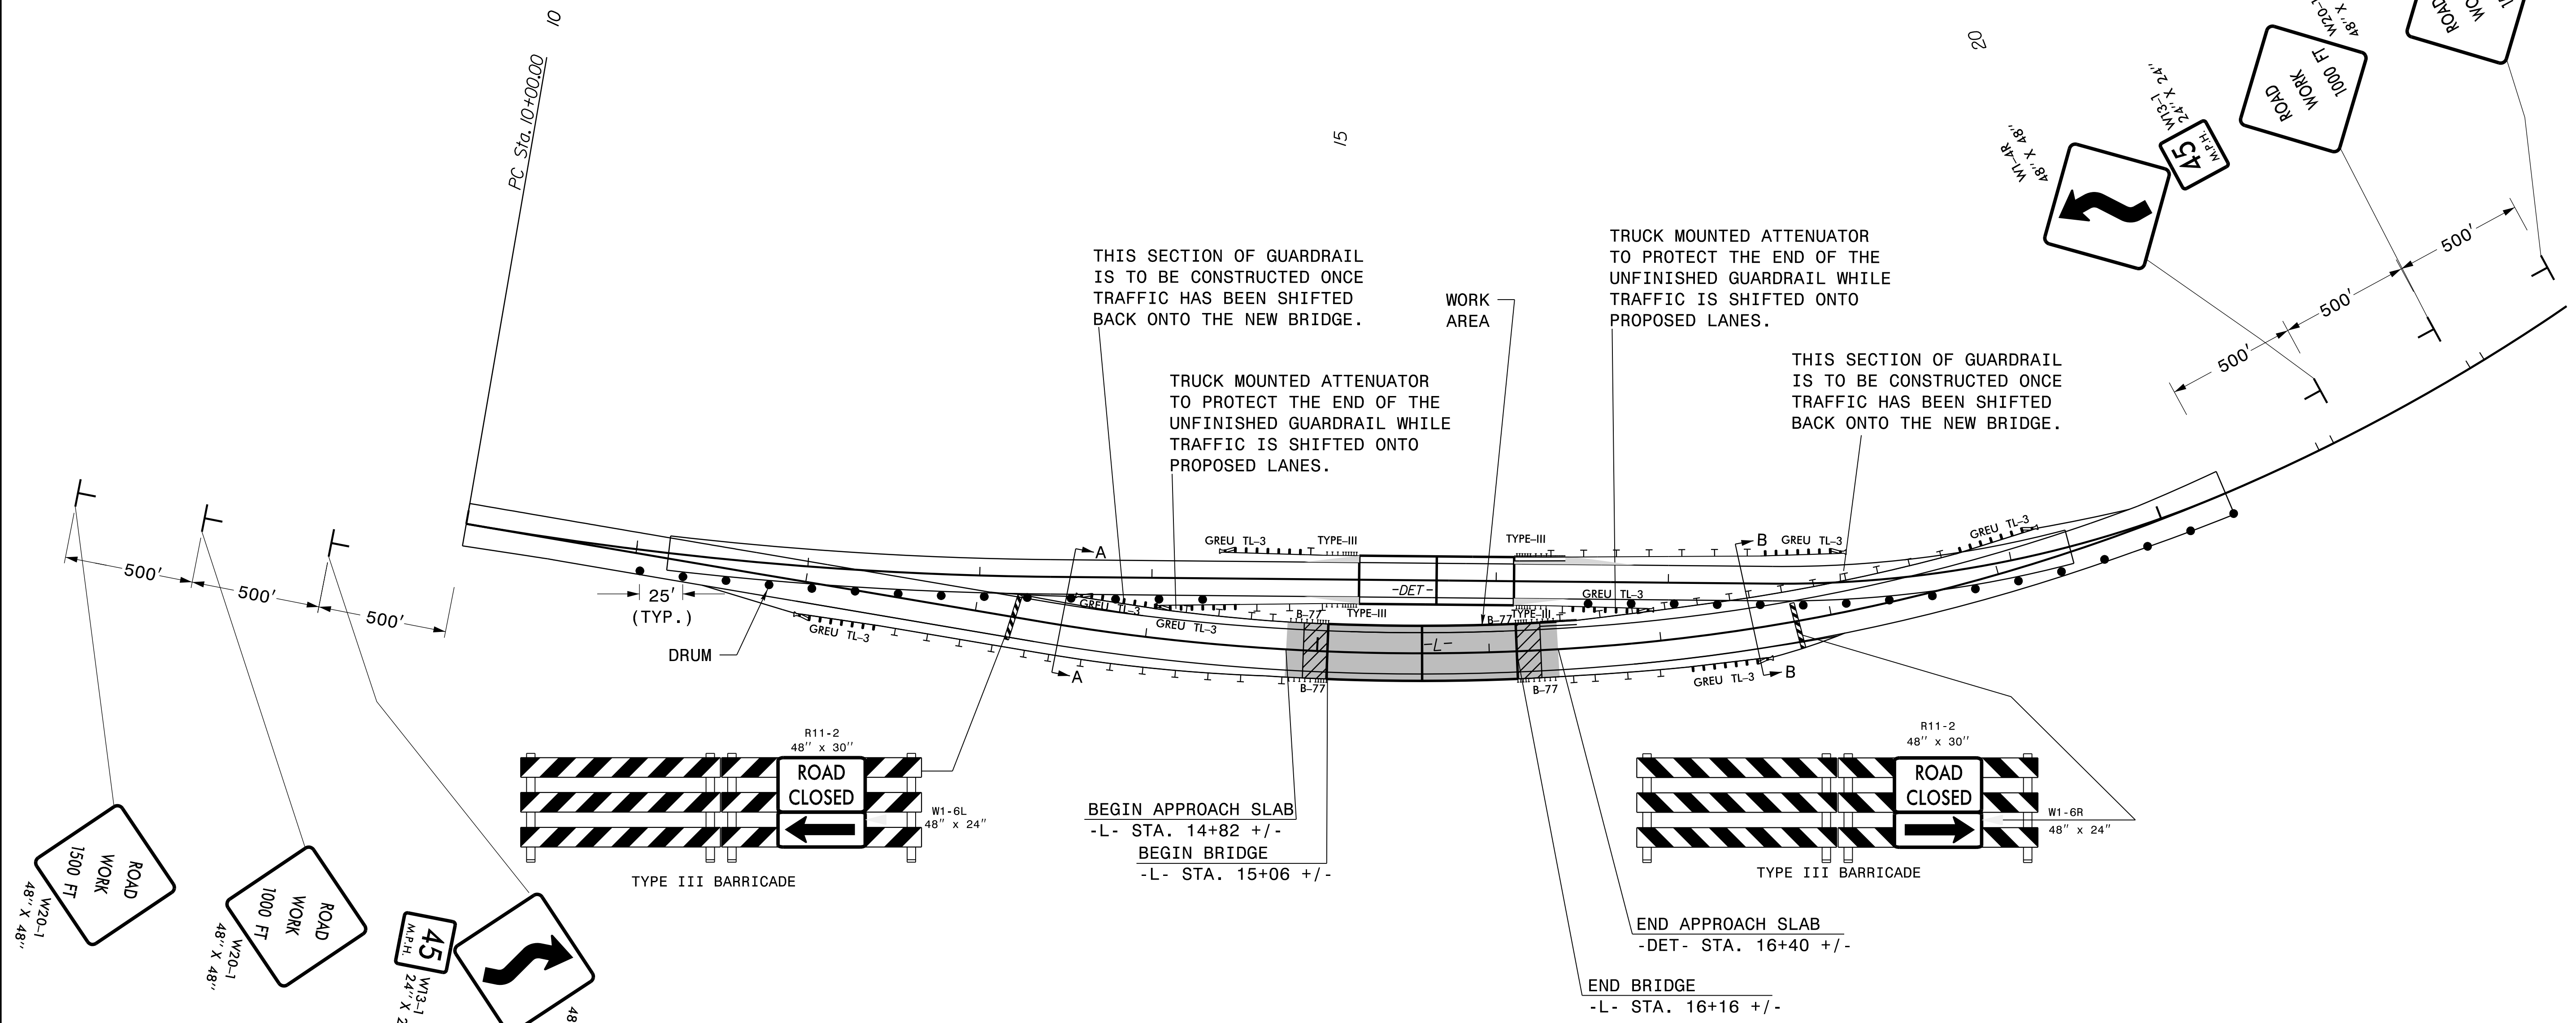 10
PC Sta. 10+00.00
15
20
W20-1
48" X
ROAD
WORK
1000 FT
ROAD
W13-1
24" X 24"
45
M.P.H.
W1-4R
48" X 48"
500'
500'
500'
THIS SECTION OF GUARDRAIL
IS TO BE CONSTRUCTED ONCE
TRAFFIC HAS BEEN SHIFTED
BACK ONTO THE NEW BRIDGE.
WORK
AREA
TRUCK MOUNTED ATTENUATOR
TO PROTECT THE END OF THE
UNFINISHED GUARDRAIL WHILE
TRAFFIC IS SHIFTED ONTO
PROPOSED LANES.
TRUCK MOUNTED ATTENUATOR
TO PROTECT THE END OF THE
UNFINISHED GUARDRAIL WHILE
TRAFFIC IS SHIFTED ONTO
PROPOSED LANES.
THIS SECTION OF GUARDRAIL
IS TO BE CONSTRUCTED ONCE
TRAFFIC HAS BEEN SHIFTED
BACK ONTO THE NEW BRIDGE.
500'
500'
500'
25'
(TYP.)
DRUM
GREU TL-3
A
A
GREU TL-3
GREU TL-3
GREU TL-3
TYPE-III
TYPE-III
TYPE-III
TYPE-III
-DET-
-L-
B-77
B-77
B-77
B-77
GREU TL-3
GREU TL-3
GREU TL-3
GREU TL-3
B
B
R11-2
48" x 30"
ROAD
CLOSED
W1-6L
48" x 24"
TYPE III BARRICADE
BEGIN APPROACH SLAB
-L- STA. 14+82 +/-
BEGIN BRIDGE
-L- STA. 15+06 +/-
R11-2
48" x 30"
ROAD
CLOSED
W1-6R
48" x 24"
TYPE III BARRICADE
END APPROACH SLAB
-DET- STA. 16+40 +/-
END BRIDGE
-L- STA. 16+16 +/-
ROAD
WORK
1500 FT
W20-1
48" X 48"
ROAD
WORK
1000 FT
W20-1
48" X 48"
45
M.P.H.
W13-1
24" X 2
48